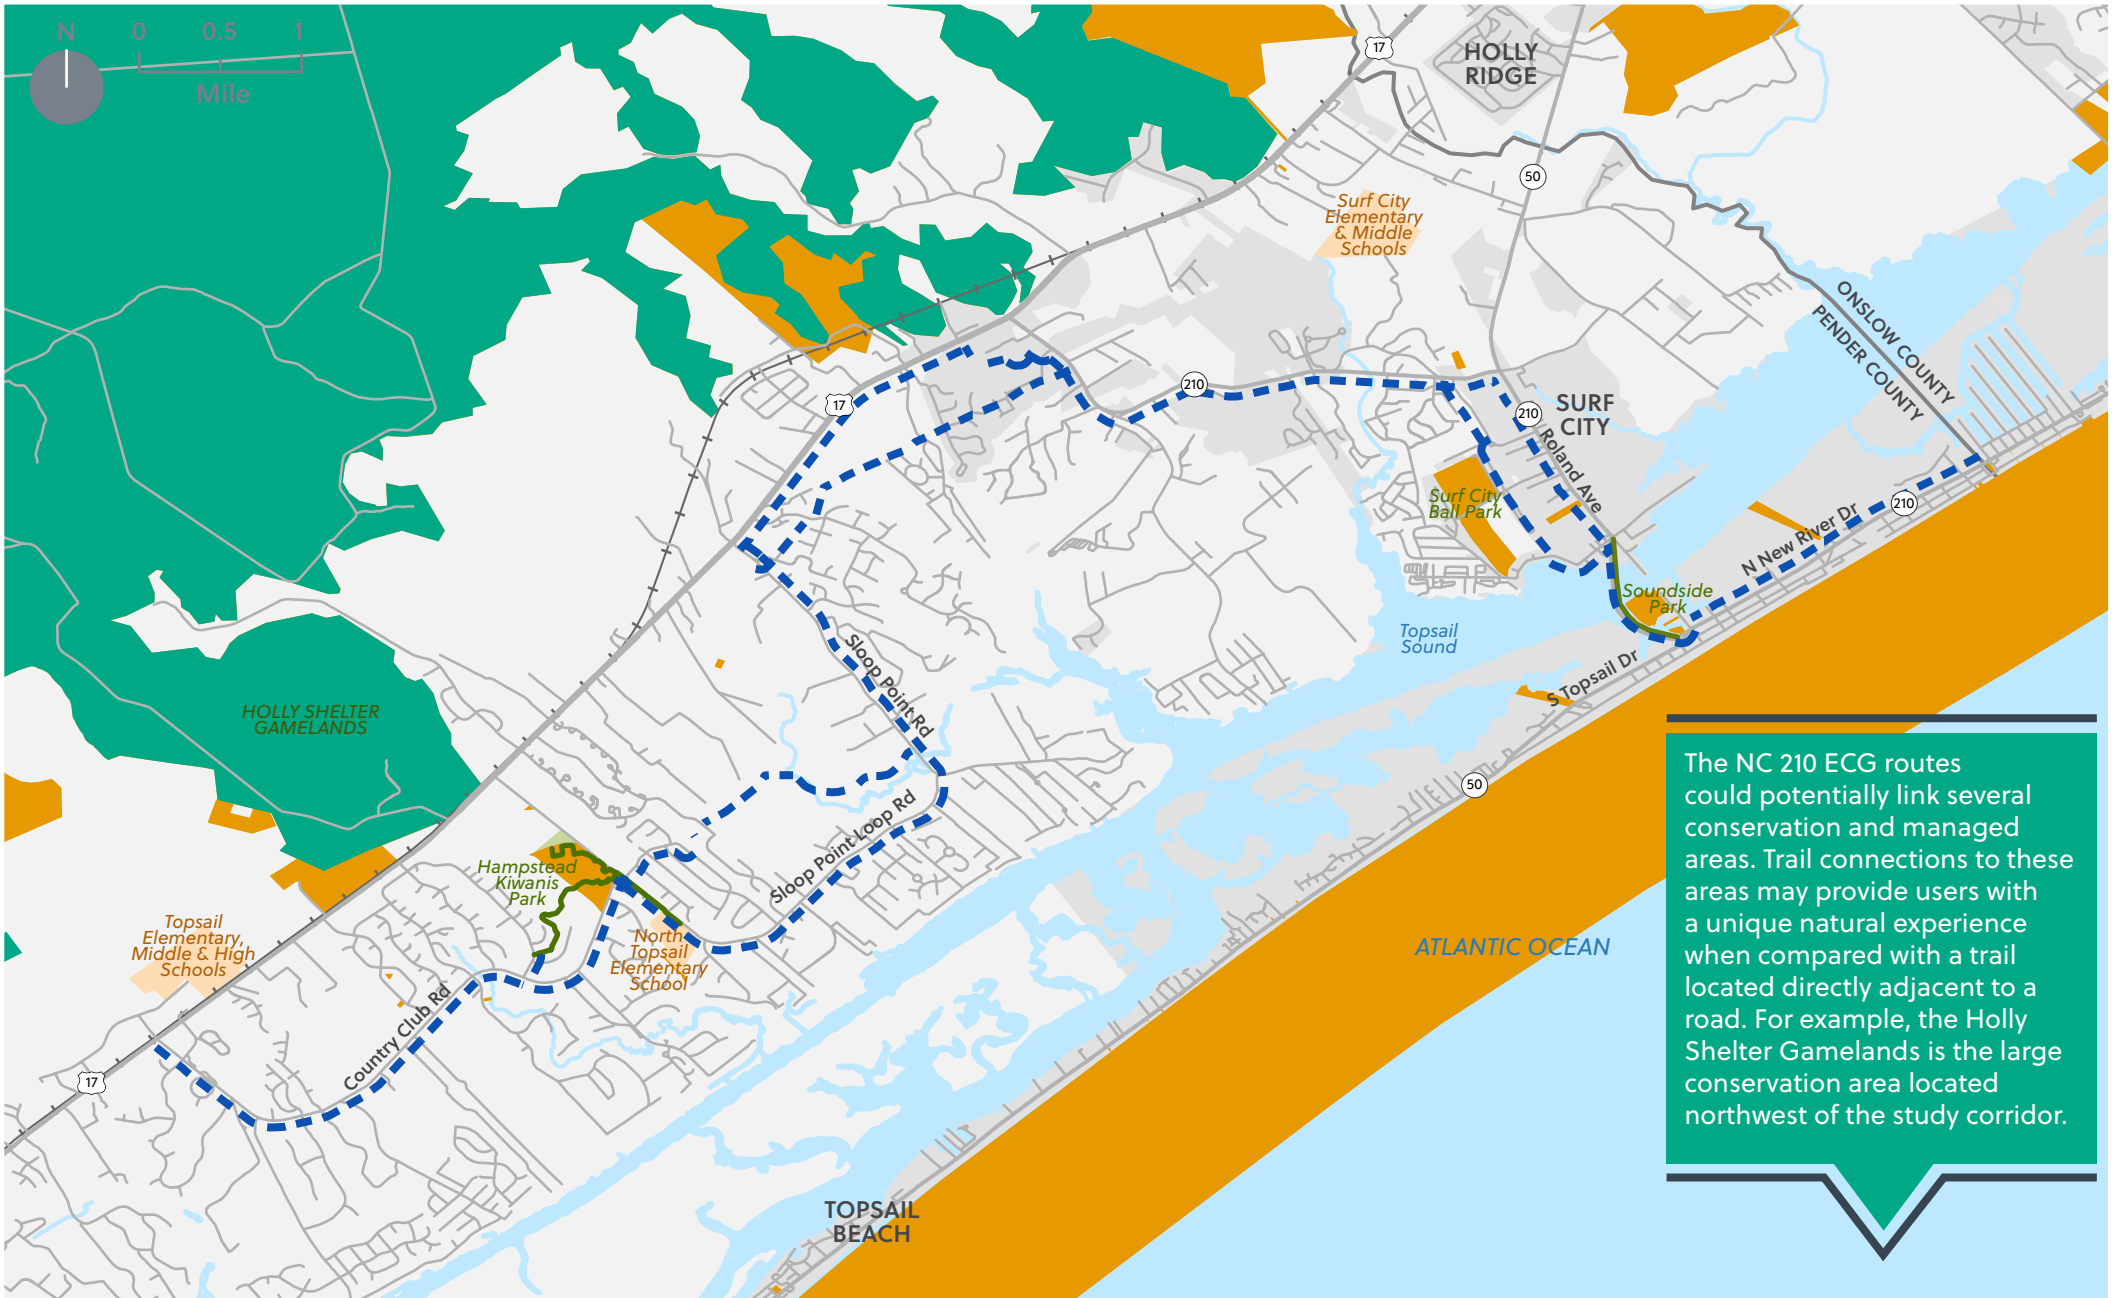 N
0 0.5 1
Mile
17
HOLLY
RIDGE
50
Surf City
Elementary
& Middle
Schools
ONSLOW COUNTY
PENDER COUNTY
210
17
210
SURF
CITY
Roland Ave
Surf City
Ball Park
210
N New River Dr
Soundside
Park
Topsail
Sound
S Topsail Dr
Sloop Point Rd
HOLLY SHELTER
GAMELANDS
50
Sloop Point Loop Rd
Hampstead
Kiwanis
Park
Topsail
Elementary,
Middle & High
Schools
North
Topsail
Elementary
School
ATLANTIC OCEAN
Country Club Rd
17
TOPSAIL
BEACH
The NC 210 ECG routes
could potentially link several
conservation and managed
areas. Trail connections to these
areas may provide users with
a unique natural experience
when compared with a trail
located directly adjacent to a
road. For example, the Holly
Shelter Gamelands is the large
conservation area located
northwest of the study corridor.